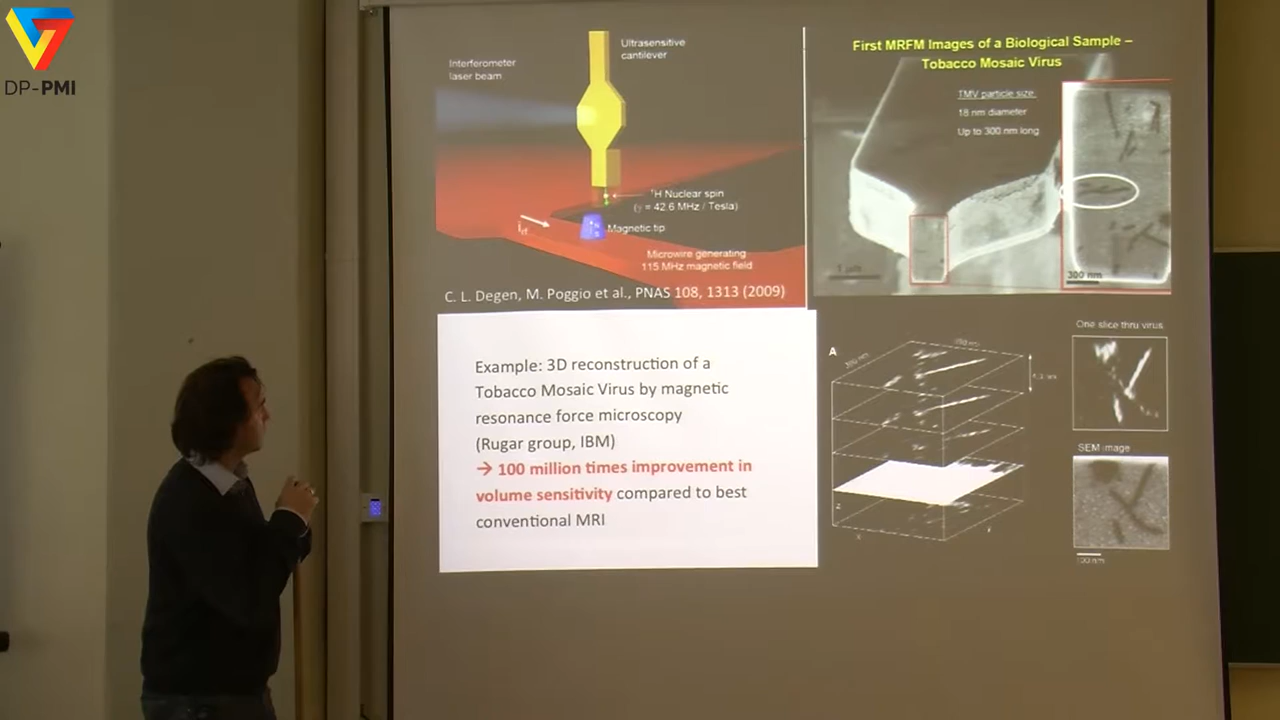 DP-PMI
Interferometer
laser beam
Ultrasensitive
cantilever
¹H Nuclear spin
(γ = 42.6 MHz / Tesla)
Magnetic tip
Microwire generating
115 MHz magnetic field
C. L. Degen, M. Poggio et al., PNAS 108, 1313 (2009)
First MRFM Images of a Biological Sample –
Tobacco Mosaic Virus
TMV particle size:
18 nm diameter
Up to 300 nm long
1 µm
300 nm
Example: 3D reconstruction of a
Tobacco Mosaic Virus by magnetic
resonance force microscopy
(Rugar group, IBM)
→ 100 million times improvement in
volume sensitivity compared to best
conventional MRI
A
z
x
One slice thru virus
SEM image
100 nm